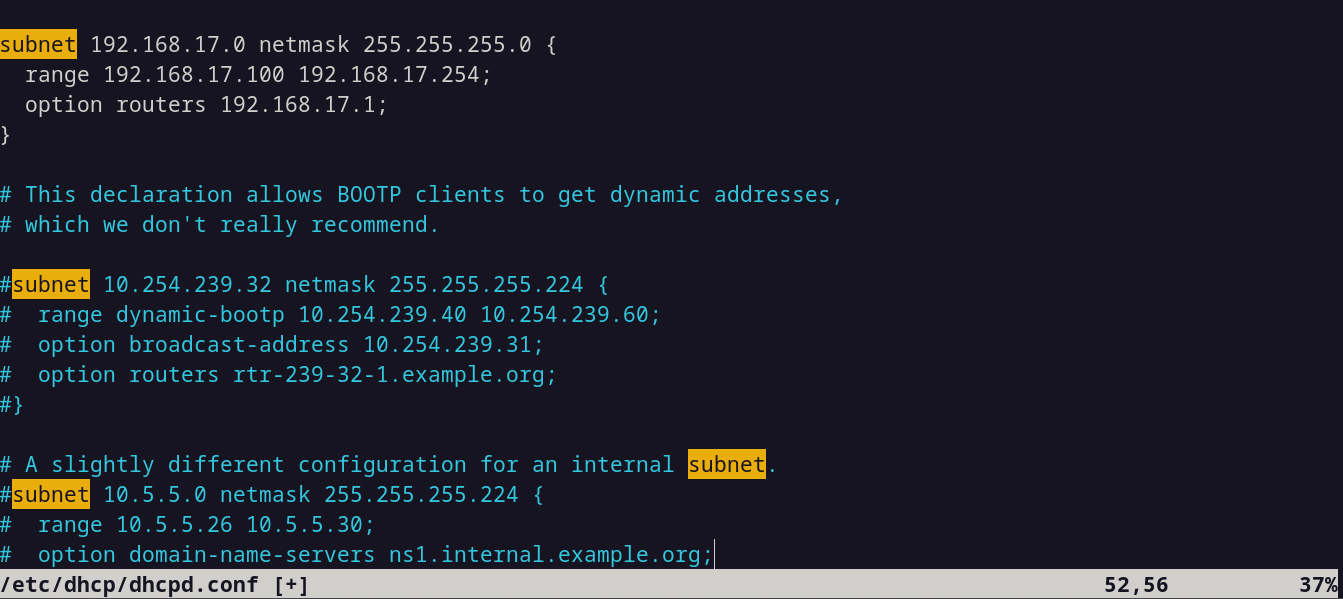 subnet 192.168.17.0 netmask 255.255.255.0 {
  range 192.168.17.100 192.168.17.254;
  option routers 192.168.17.1;
}
# This declaration allows BOOTP clients to get dynamic addresses,
# which we don't really recommend.
#subnet 10.254.239.32 netmask 255.255.255.224 {
#  range dynamic-bootp 10.254.239.40 10.254.239.60;
#  option broadcast-address 10.254.239.31;
#  option routers rtr-239-32-1.example.org;
#}
# A slightly different configuration for an internal subnet.
#subnet 10.5.5.0 netmask 255.255.255.224 {
#  range 10.5.5.26 10.5.5.30;
#  option domain-name-servers ns1.internal.example.org;
/etc/dhcp/dhcpd.conf [+] 52,56 37%